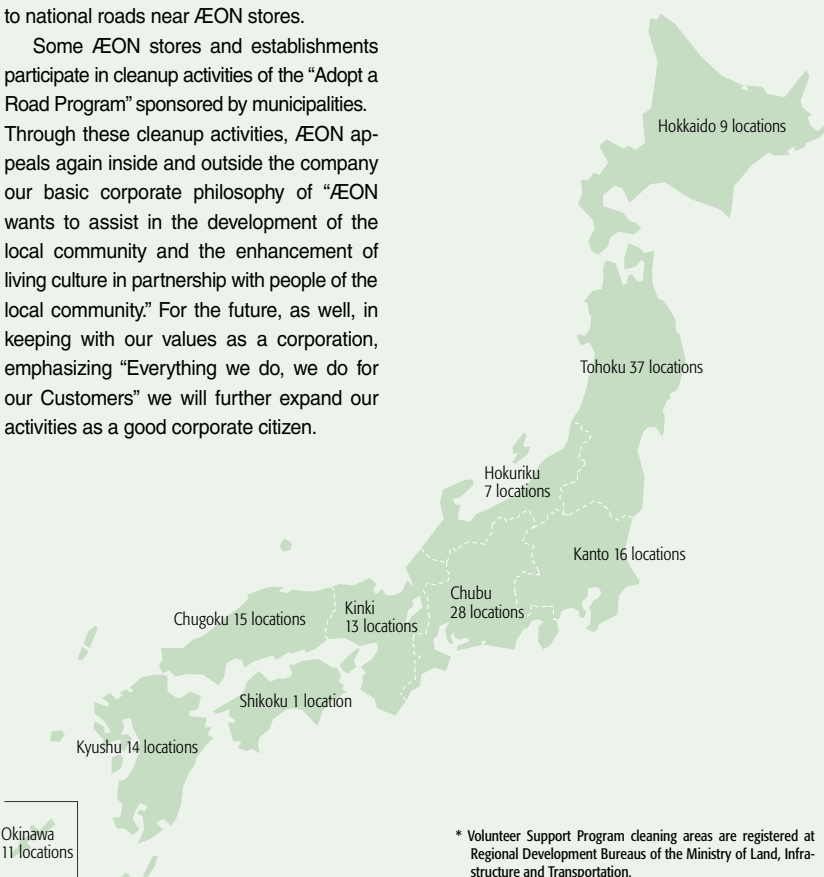 to national roads near ÆON stores.
Some ÆON stores and establishments
participate in cleanup activities of the “Adopt a
Road Program” sponsored by municipalities.
Through these cleanup activities, ÆON ap-
peals again inside and outside the company
our basic corporate philosophy of “ÆON
wants to assist in the development of the
local community and the enhancement of
living culture in partnership with people of the
local community.” For the future, as well, in
keeping with our values as a corporation,
emphasizing “Everything we do, we do for
our Customers” we will further expand our
activities as a good corporate citizen.
Hokkaido 9 locations
Tohoku 37 locations
Hokuriku
7 locations
Kanto 16 locations
Chubu
28 locations
Kinki
13 locations
Chugoku 15 locations
Shikoku 1 location
Kyushu 14 locations
Okinawa
11 locations
* Volunteer Support Program cleaning areas are registered at
Regional Development Bureaus of the Ministry of Land, Infra-
structure and Transportation.